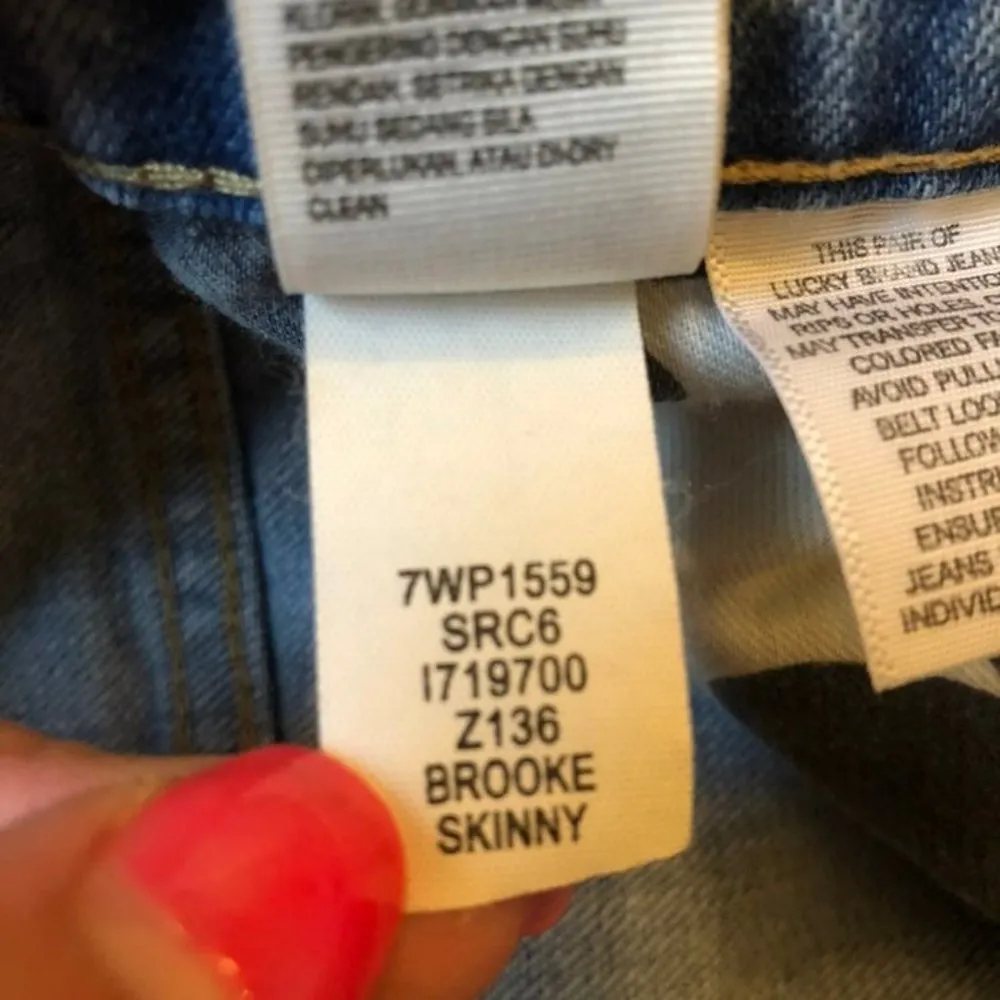 PENGERING DENGAN SUHU
RENDAH, SETRIKA DENGAN
SUHU SEDANG BILA
DIPERLUKAN, ATAU DI-DRY
CLEAN
7WP1559
SRC6
I719700
Z136
BROOKE
SKINNY
THIS PAIR OF
LUCKY BRAND JEAN
MAY HAVE INTENTIO
RIPS OR HOLES
MAY TRANSFER TO
COLORED FA
AVOID PULL
BELT LOO
FOLLOW
INSTR
ENSUR
JEANS
INDIVID